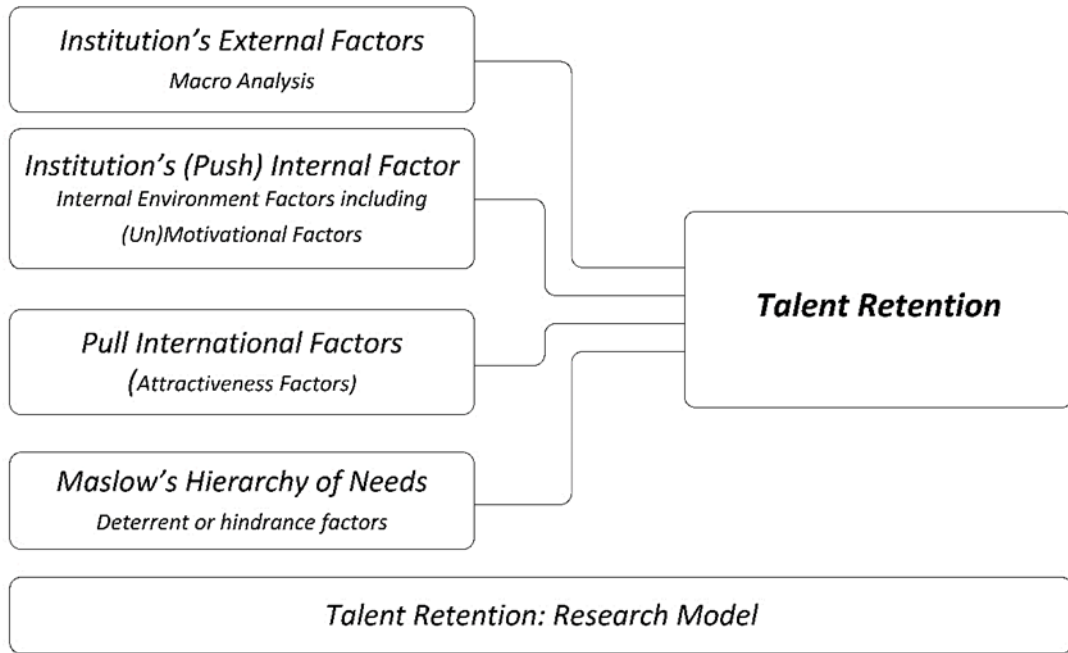 Institution’s External Factors
Macro Analysis
Institution’s (Push) Internal Factor
Internal Environment Factors including
(Un)Motivational Factors
Pull International Factors
(Attractiveness Factors)
Maslow’s Hierarchy of Needs
Deterrent or hindrance factors
Talent Retention
Talent Retention: Research Model